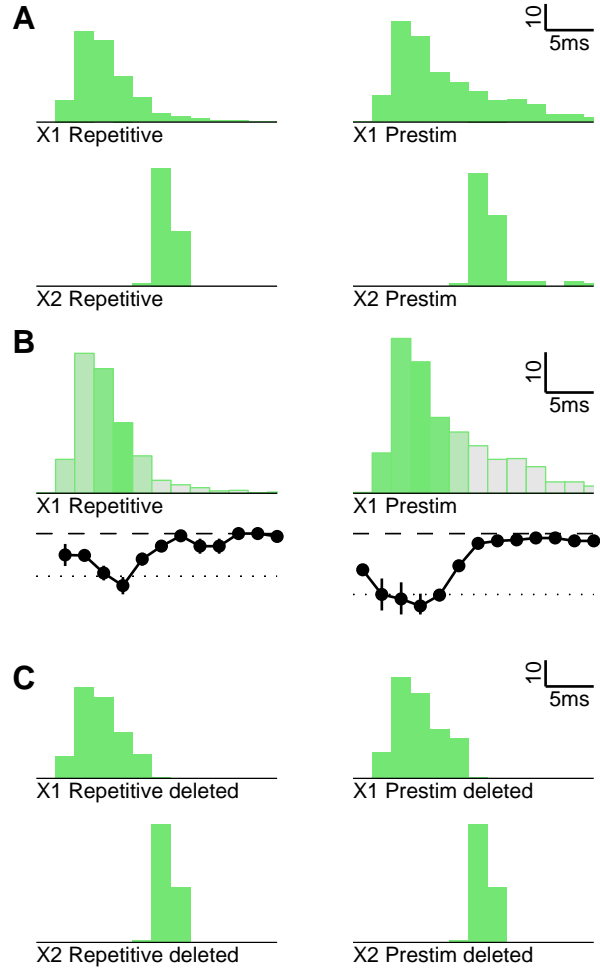 A
10
5ms
X1 Repetitive
X1 Prestim
X2 Repetitive
X2 Prestim
B
10
5ms
X1 Repetitive
X1 Prestim
C
10
5ms
X1 Repetitive deleted
X1 Prestim deleted
X2 Repetitive deleted
X2 Prestim deleted